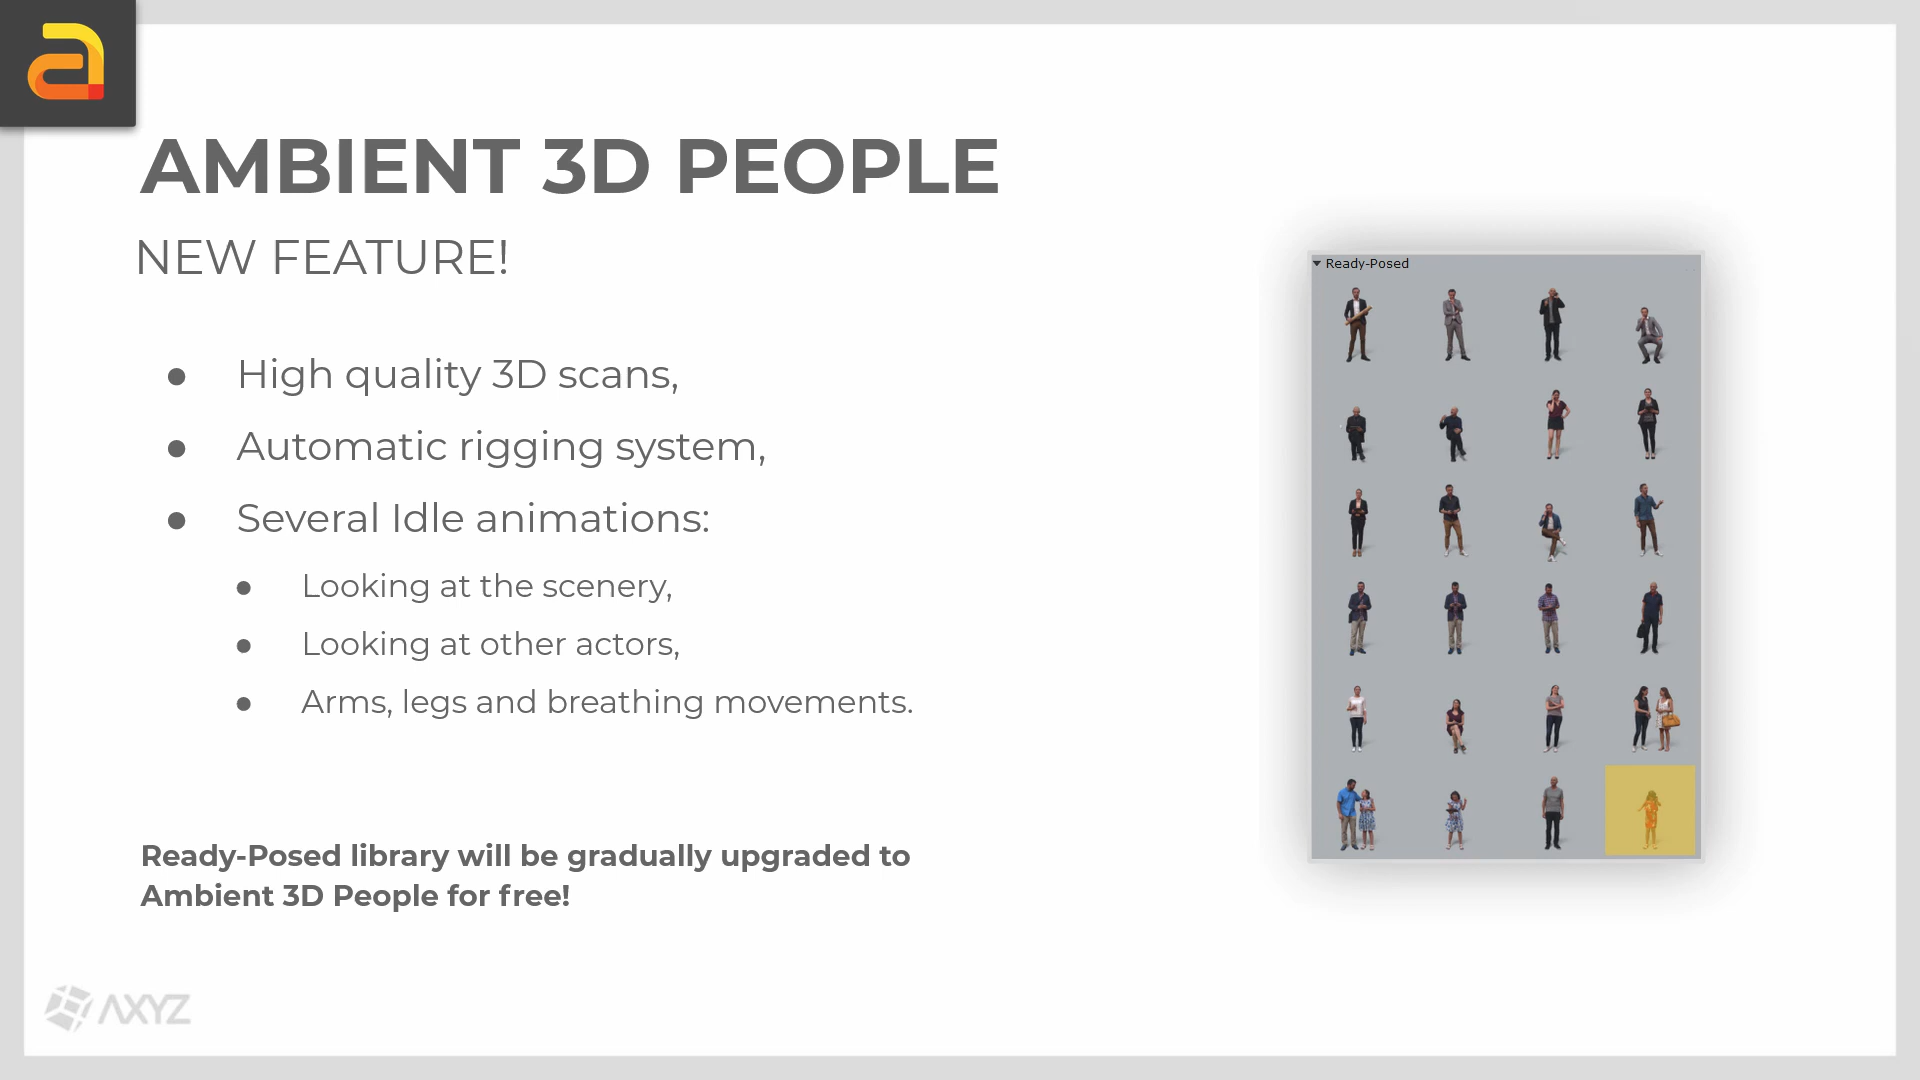 AMBIENT 3D PEOPLE
NEW FEATURE!
● High quality 3D scans,
● Automatic rigging system,
● Several Idle animations:
● Looking at the scenery,
● Looking at other actors,
● Arms, legs and breathing movements.
Ready-Posed library will be gradually upgraded to
Ambient 3D People for free!
Ready-Posed
AXYZ